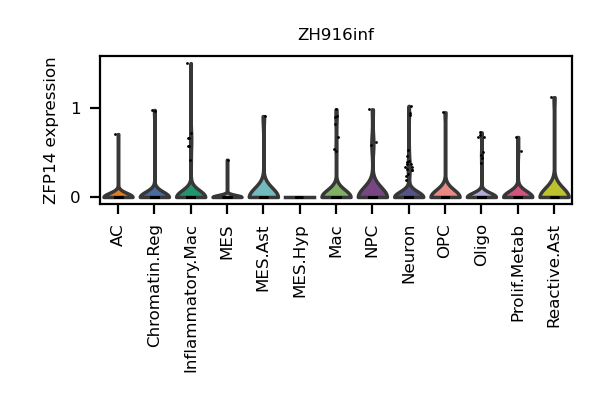 ZH916inf
ZFP14 expression
1
0
AC
Chromatin.Reg
Inflammatory.Mac
MES
MES.Ast
MES.Hyp
Mac
NPC
Neuron
OPC
Oligo
Prolif.Metab
Reactive.Ast